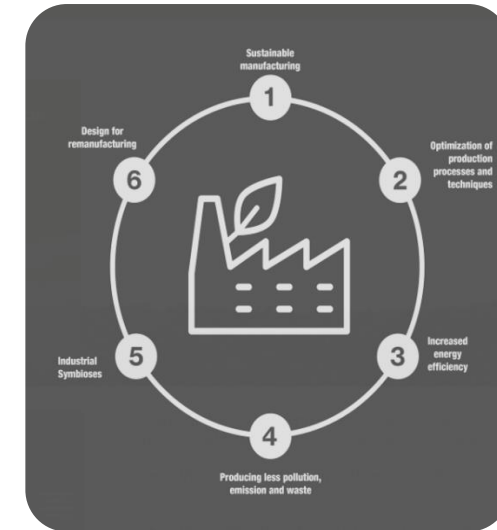 Sustainable
manufacturing
1
Optimization of
production
processes and
techniques
2
Increased
energy
efficiency
3
4
Producing less pollution,
emission and waste
Industrial
Symbioses
5
Design for
remanufacturing
6